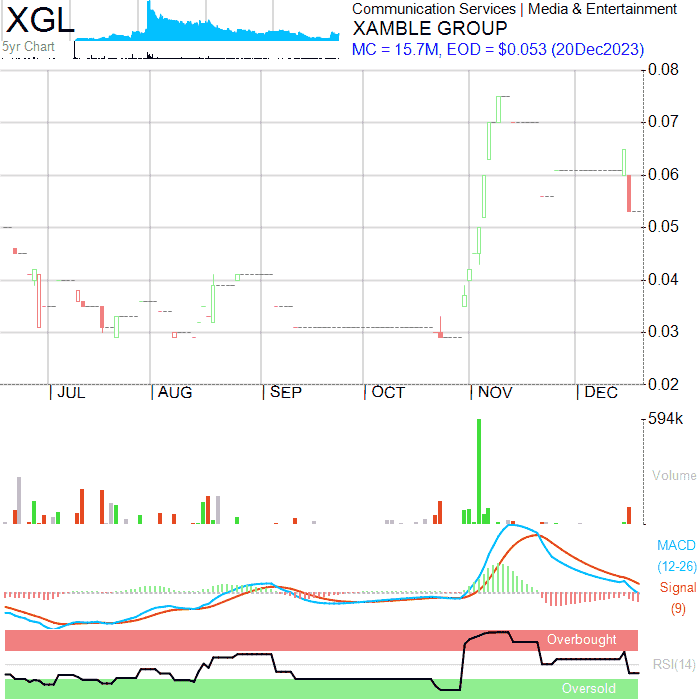 XGL
Communication Services | Media & Entertainment
XAMBLE GROUP
5yr Chart
MC = 15.7M, EOD = $0.053 (20Dec2023)
0.08
0.07
0.06
0.05
0.04
0.03
0.02
JUL AUG SEP OCT NOV DEC
594k
Volume
MACD
(12-26)
Signal
(9)
Overbought
RSI(14)
Oversold